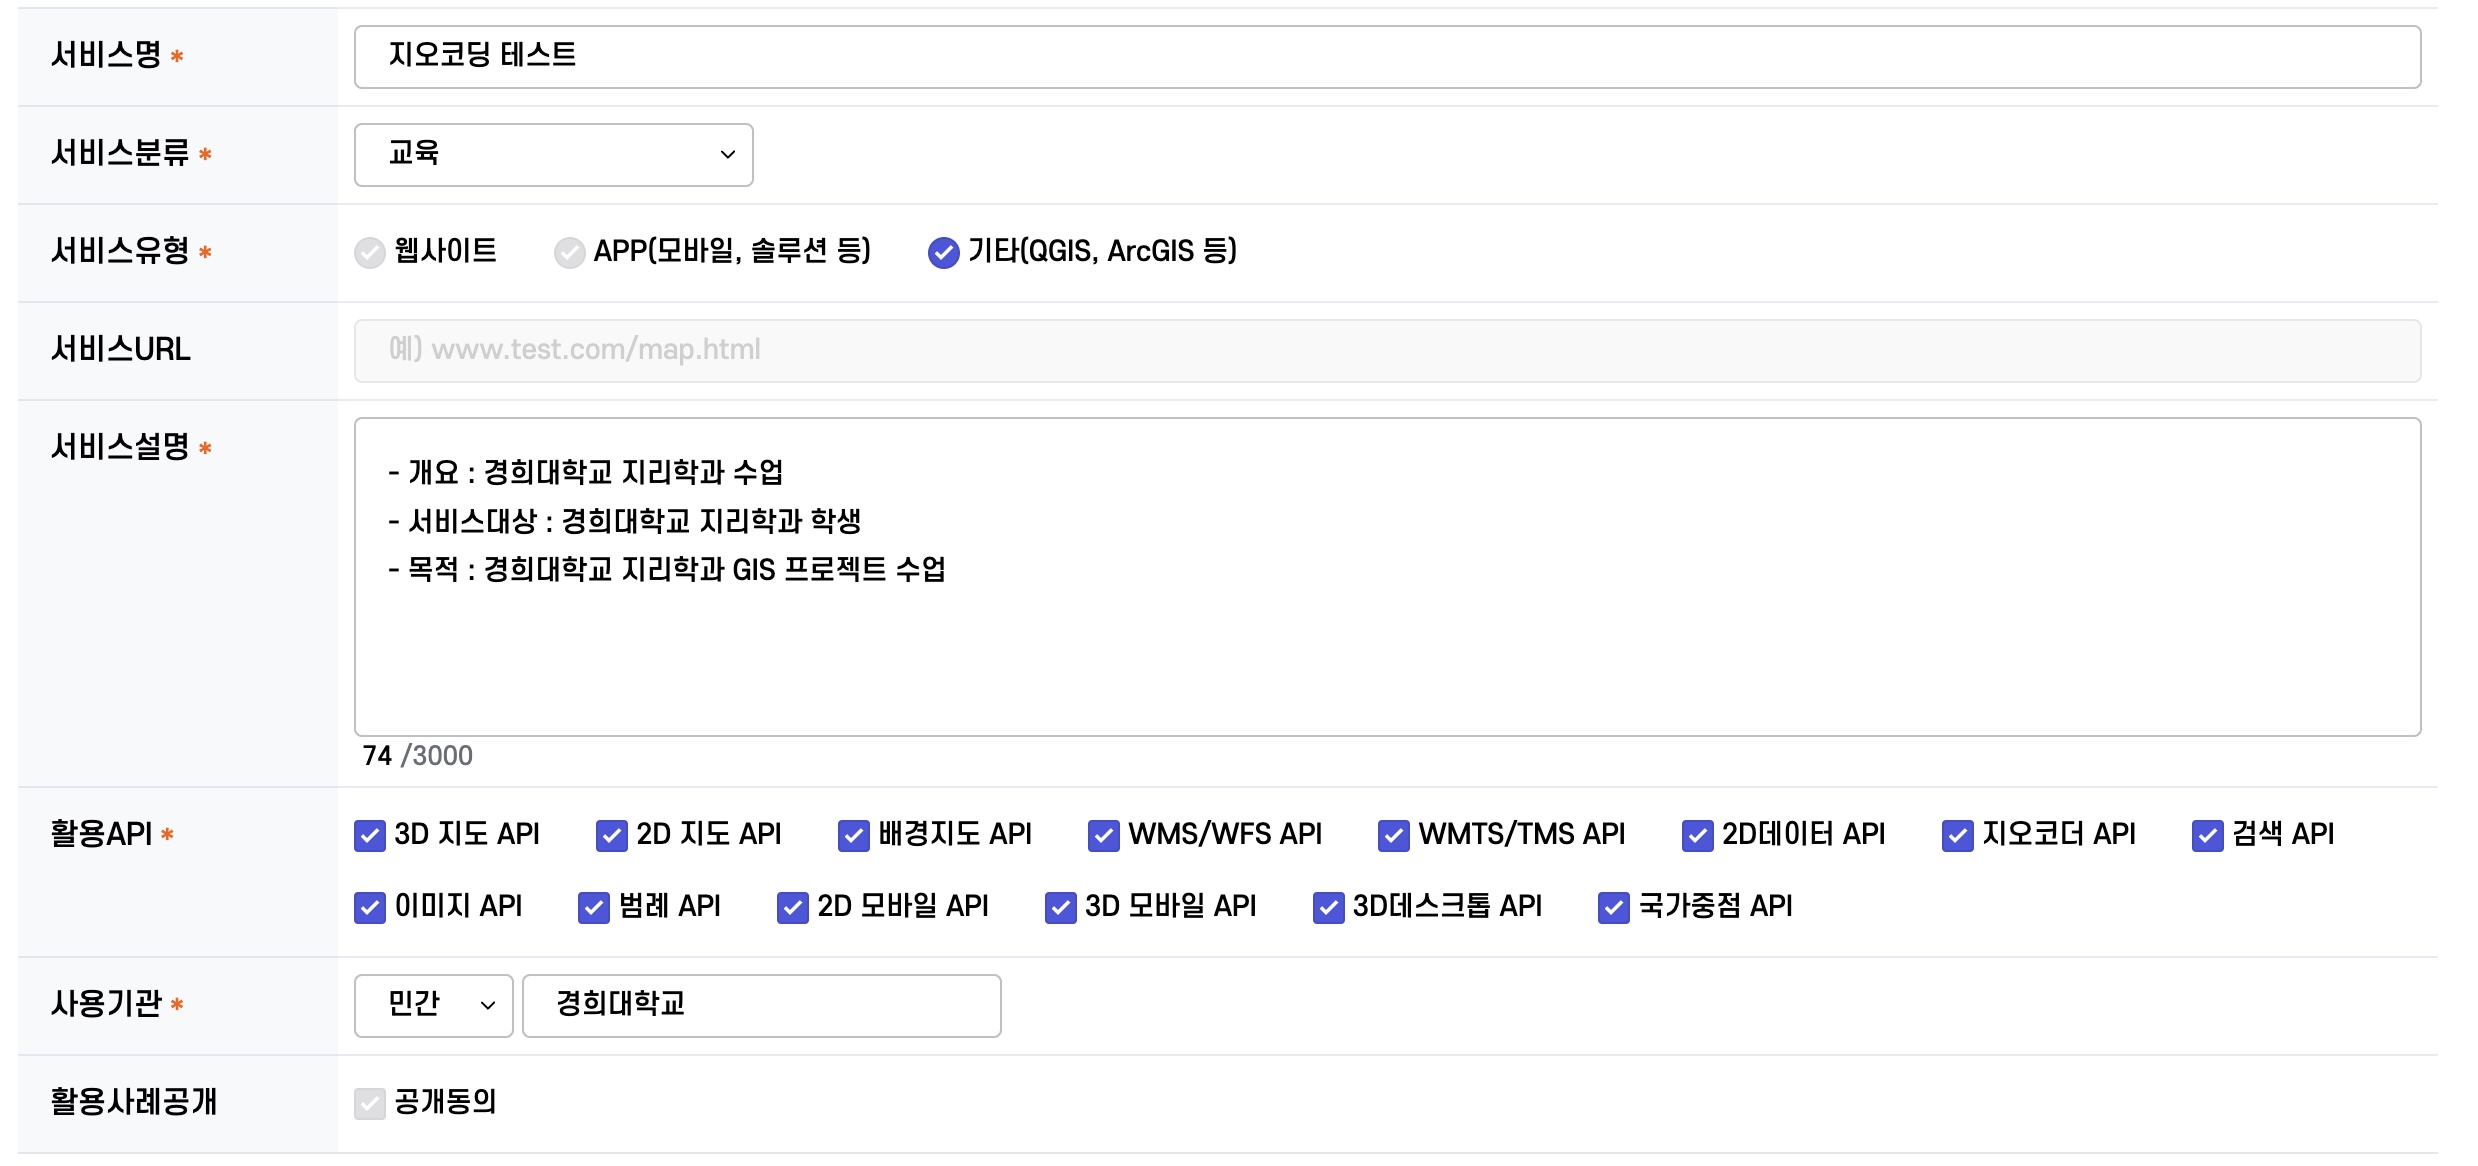 서비스명 *
지오코딩 테스트
서비스분류 *
교육
서비스유형 *
웹사이트 APP(모바일, 솔루션 등) 기타(QGIS, ArcGIS 등)
서비스URL
예) www.test.com/map.html
서비스설명 *
- 개요 : 경희대학교 지리학과 수업
- 서비스대상 : 경희대학교 지리학과 학생
- 목적 : 경희대학교 지리학과 GIS 프로젝트 수업
74 /3000
활용API *
3D 지도 API 2D 지도 API 배경지도 API WMS/WFS API WMTS/TMS API 2D데이터 API 지오코더 API 검색 API
이미지 API 범례 API 2D 모바일 API 3D 모바일 API 3D데스크톱 API 국가중점 API
사용기관 *
민간 경희대학교
활용사례공개
공개동의